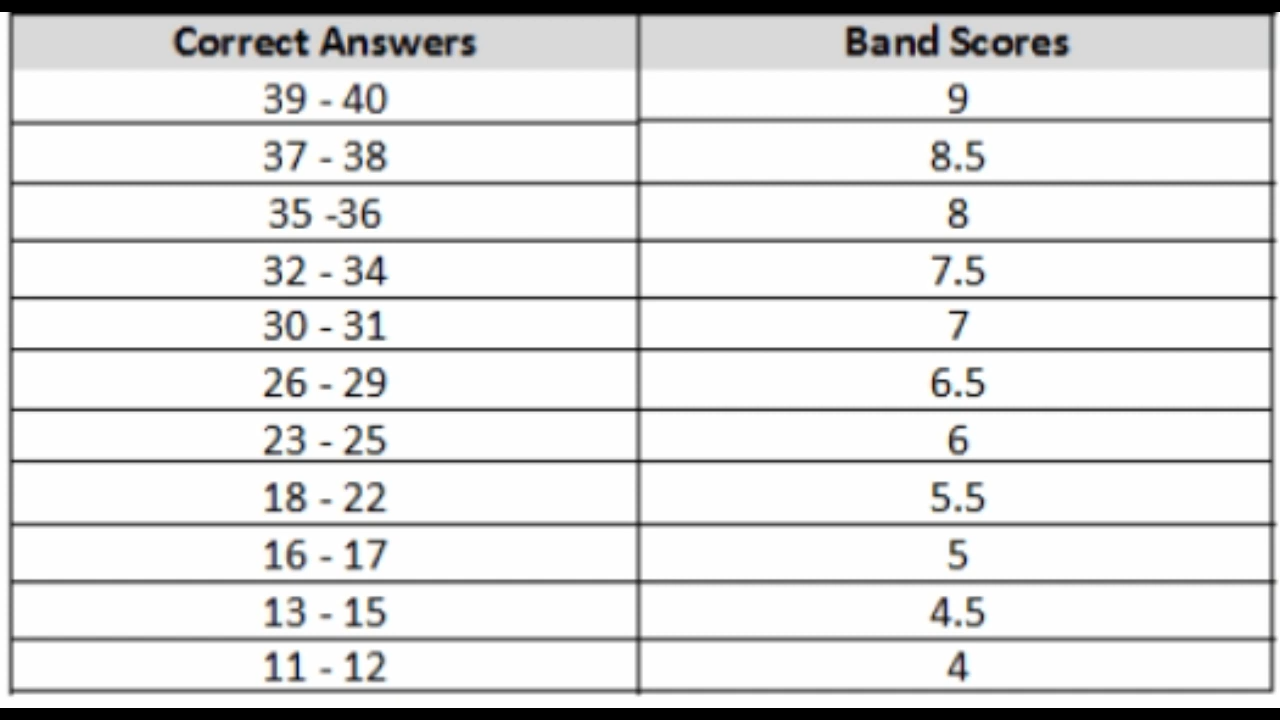 Correct Answers Band Scores
39 - 40 9
37 - 38 8.5
35 -36 8
32 - 34 7.5
30 - 31 7
26 - 29 6.5
23 - 25 6
18 - 22 5.5
16 - 17 5
13 - 15 4.5
11 - 12 4